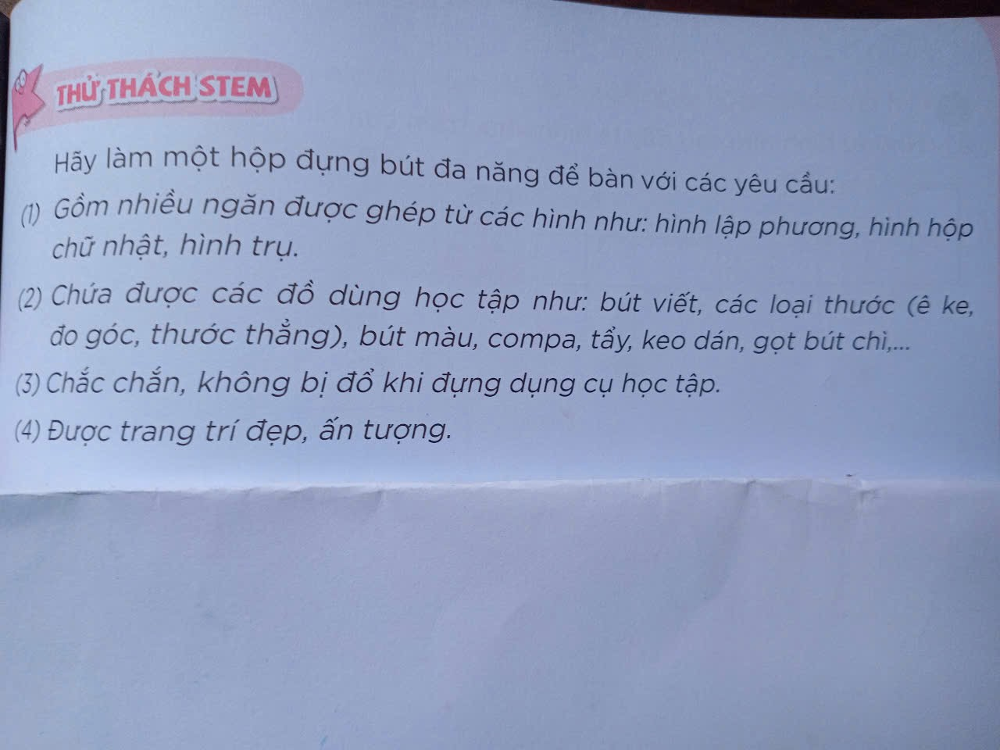 THỬ THÁCH STEM
Hãy làm một hộp đựng bút đa năng để bàn với các yêu cầu:
(1) Gồm nhiều ngăn được ghép từ các hình như: hình lập phương, hình hộp
chữ nhật, hình trụ.
(2) Chứa được các đồ dùng học tập như: bút viết, các loại thước (ê ke,
đo góc, thước thẳng), bút màu, compa, tẩy, keo dán, gọt bút chì,...
(3) Chắc chắn, không bị đổ khi đựng dụng cụ học tập.
(4) Được trang trí đẹp, ấn tượng.